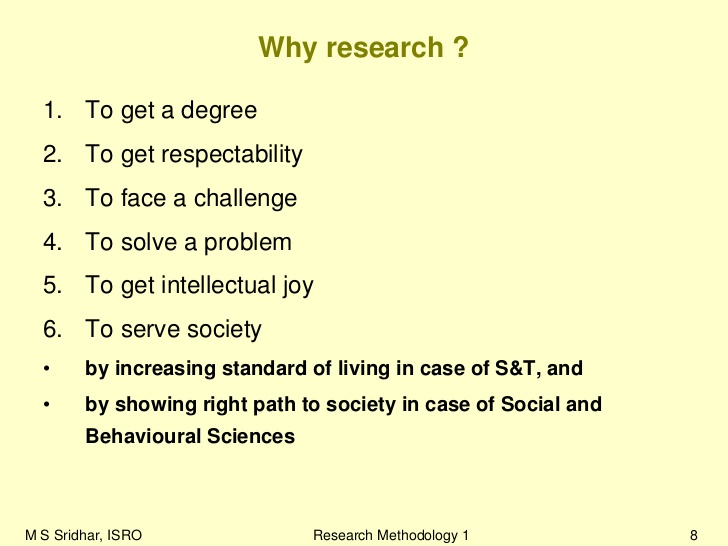 Why research ?
1. To get a degree
2. To get respectability
3. To face a challenge
4. To solve a problem
5. To get intellectual joy
6. To serve society
• by increasing standard of living in case of S&T, and
• by showing right path to society in case of Social and
Behavioural Sciences
M S Sridhar, ISRO Research Methodology 1 8